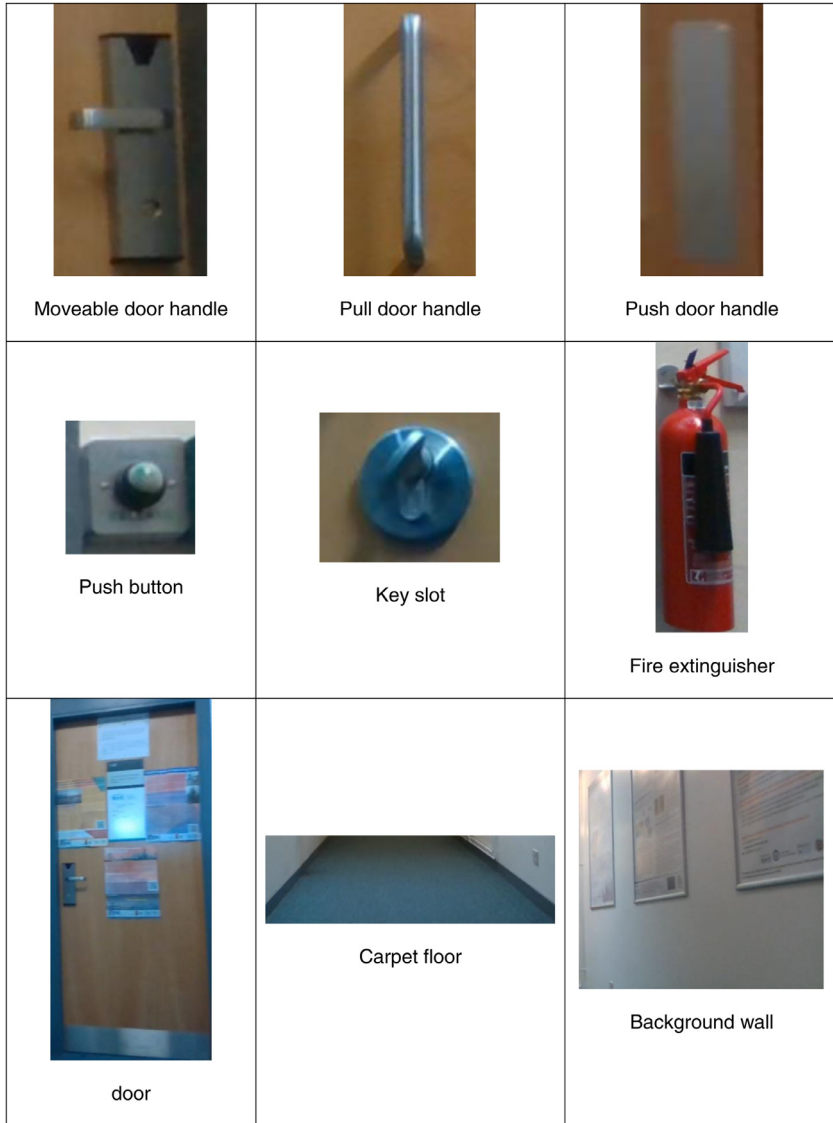 Moveable door handle
Pull door handle
Push door handle
Push button
Key slot
Fire extinguisher
door
Carpet floor
Background wall